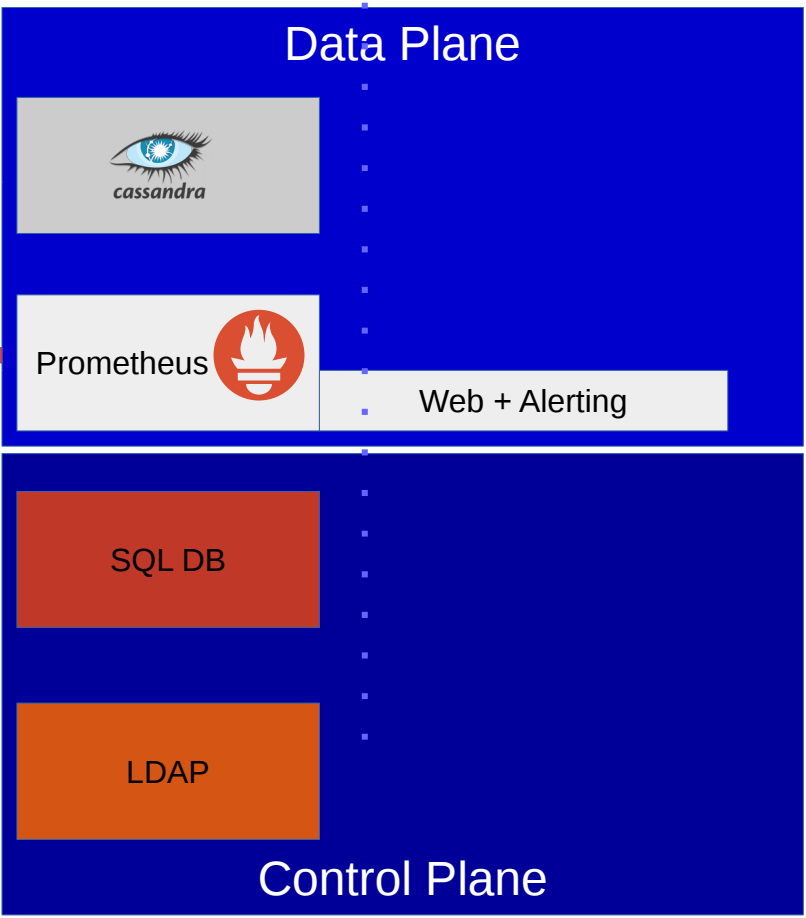 Data Plane
cassandra
Prometheus
Web + Alerting
SQL DB
LDAP
Control Plane